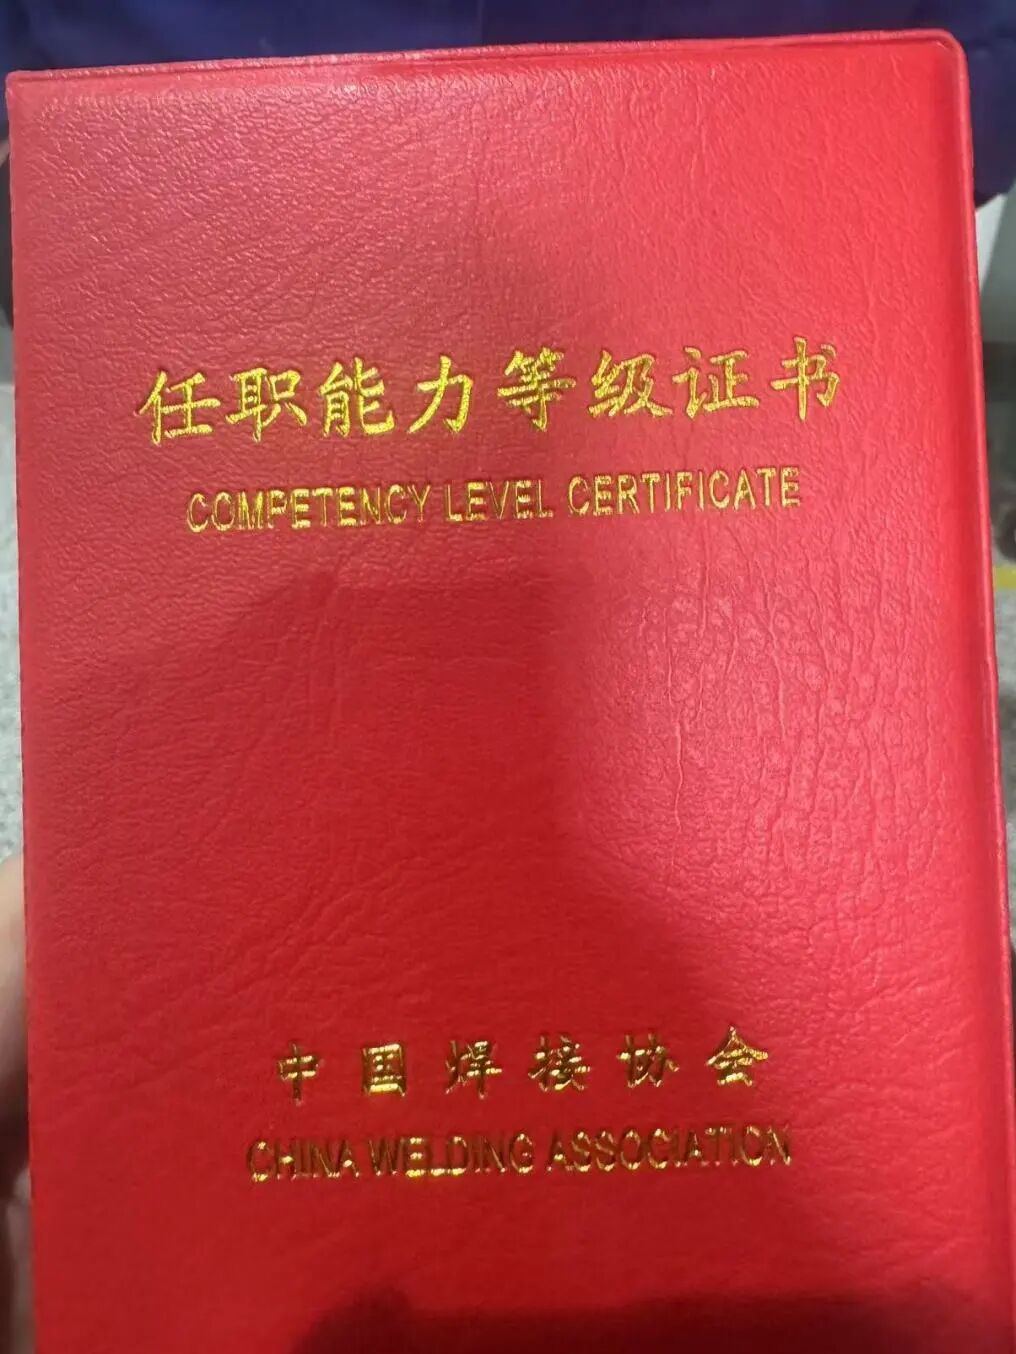 任职能力等级证书
COMPETENCY LEVEL CERTIFICATE
中国焊接协会
CHINA WELDING ASSOCIATION